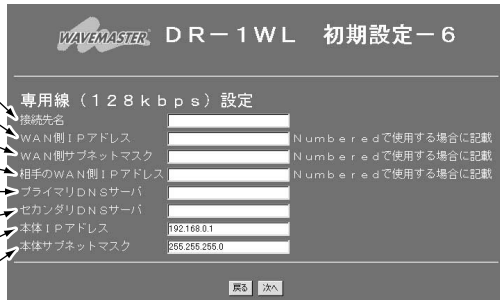 WAVEMASTER DR－1WL 初期設定－6
専用線（128kbps）設定
接続先名
WAN側IPアドレス Numberedで使用する場合に記載
WAN側サブネットマスク Numberedで使用する場合に記載
相手のWAN側IPアドレス Numberedで使用する場合に記載
プライマリDNSサーバ
セカンダリDNSサーバ
本体IPアドレス 192.168.0.1
本体サブネットマスク 255.255.255.0
戻る 次へ